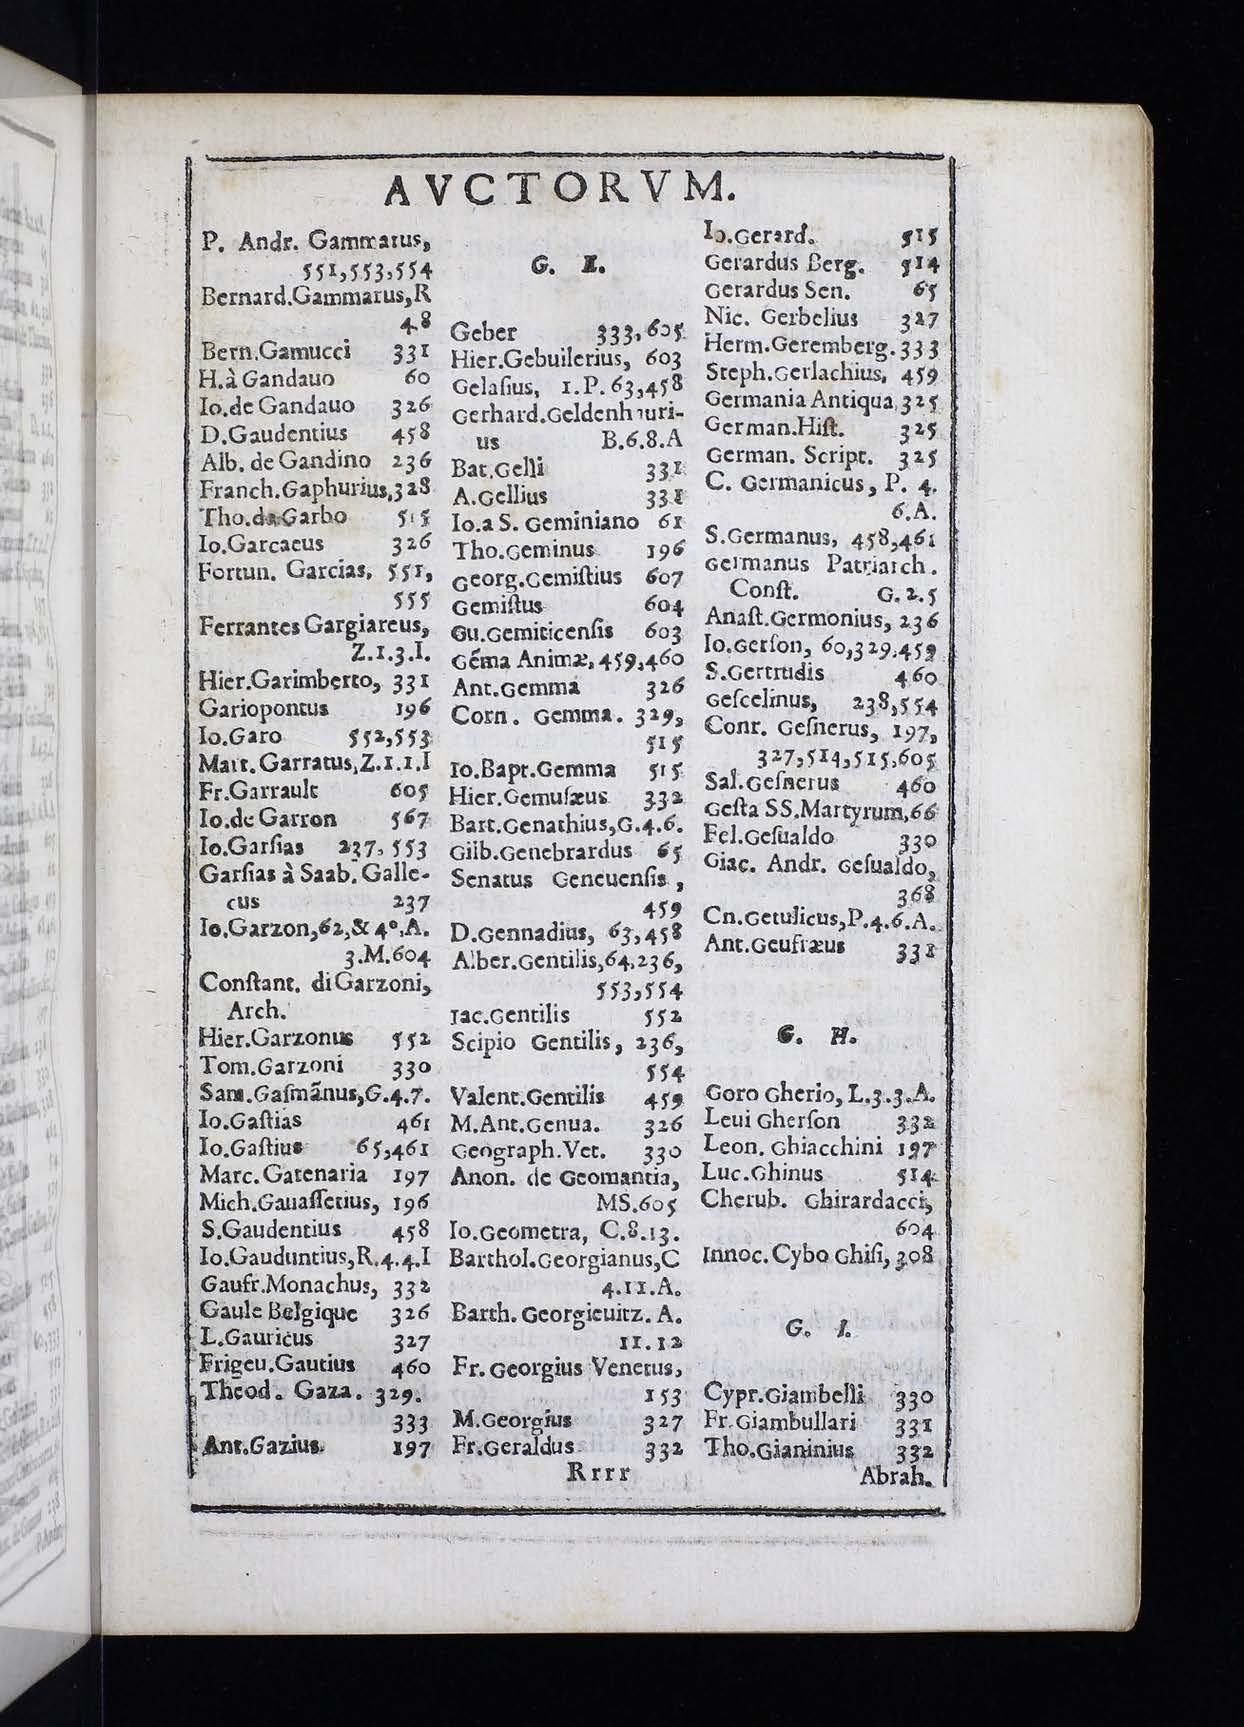 AVCTORVM.
P. Andr. Gammarus,
551,553,554
Bernard.Gammarus,R
48
Bern.Gamucci 331
H.à Gandauo 60
Io.de Gandauo 326
D.Gaudentius 458
Alb. de Gandino 236
Franch.Gaphurius,328
Tho.da Garbo 515
Io.Garcaeus 326
Fortun. Garcias, 551,
555
Ferrantes Gargiareus,
Z.1.3.I.
Hier.Garimberto, 331
Gariopontus 196
Io.Garo 552,553
Matt. Garratus,Z.1.1.I
Fr.Garrault 605
Io.de Garron 567
Io.Garsias 237, 553
Garsias à Saab. Galle-
cus 237
Io.Garzon,62,& 4°.A.
3.M.604
Constant. di Garzoni,
Arch.
Hier.Garzonus 552
Tom.Garzoni 330
Sam.Gasmãnus,G.4.7.
Io.Gastias 461
Io.Gastius 65,461
Marc. Gatenaria 197
Mich.Gauassetius, 196
S.Gaudentius 458
Io.Gauduntius,R.4.4.I
Gaufr.Monachus, 332
Gaule Belgique 326
L.Gauricus 327
Frigeu.Gautius 460
Theod. Gaza. 329.
333
Ant.Gazius. 197
G. E.
Geber 333,605
Hier.Gebuilerius, 603
Gelasius, 1.P. 63,458
Gerhard.Geldenhauri-
us B.6.8.A
Bat.Gelli 331
A.Gellius 331
Io.a S. Geminiano 61
Tho.Geminus 196
Georg.Gemistius 607
Gemistus 604
Gu.Gemiticensis 603
Géma Animæ,459,460
Ant.Gemma 326
Corn. Gemma. 329,
515
Io.Bapt.Gemma 515
Hier.Gemusæus 332
Bart.Genathius,G.4.6.
Gilb.Genebrardus 65
Senatus Geneuensis,
459
D.Gennadius, 63,458
Alber.Gentilis,64,236,
553,554
Iac.Gentilis 552
Scipio Gentilis, 236,
554
Valent.Gentilis 459
M.Ant.Genua. 326
Geograph.Vet. 330
Anon. de Geomantia,
MS.605
Io.Geometra, C.8.13.
Barthol.Georgianus,C
4.11.A.
Barth. Georgieuitz. A.
11.12
Fr. Georgius Venetus,
153
M.Georgius 327
Fr.Geraldus 332
Rrrr
Io.Gerard. 515
Gerardus Berg. 514
Gerardus Sen. 65
Nic. Gerbelius 327
Herm.Geremberg.333
Steph.Gerlachius, 459
Germania Antiqua,325
German.Hist. 325
German. Script. 325
C. Germanicus, P. 4.
6.A.
S.Germanus, 458,461
Germanus Patriarch.
Const. G.2.5
Anast.Germonius, 236
Io.Gerson, 60,329,459
S.Gertrudis 460
Gescelinus, 238,554
Conr. Gesnerus, 197,
327,514,515,605
Sal.Gesnerus 460
Gesta SS.Martyrum,66
Fel.Gesualdo 330
Giac. Andr. Gesualdo,
368
Cn.Getulicus,P.4.6.A.
Ant.Geufræus 331
G. H.
Goro Gherio, L.3.3.A.
Leui Gherson 332
Leon. Ghiacchini 197
Luc.Ghinus 514
Cherub. Ghirardacci,
604
Innoc.Cybo Ghisi, 308
G. I.
Cypr.Giambelli 330
Fr.Giambullari 331
Tho.Gianinius 332
Abrah.